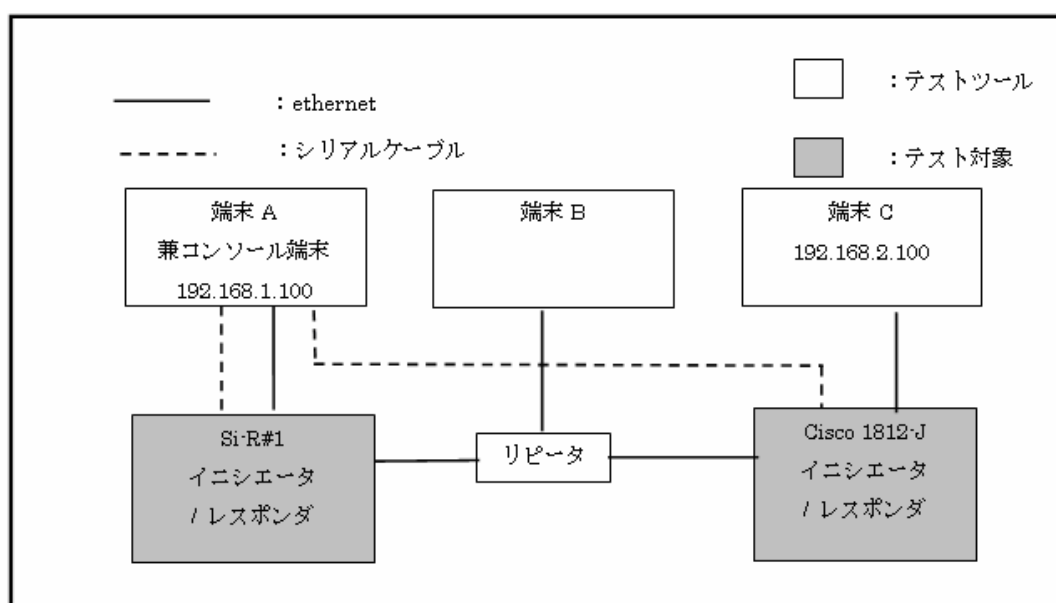 ：ethernet
：シリアルケーブル
：テストツール
：テスト対象
端末 A
兼コンソール端末
192.168.1.100
端末 B
端末 C
192.168.2.100
Si-R#1
イニシエータ
/ レスポンダ
リピータ
Cisco 1812-J
イニシエータ
/ レスポンダ